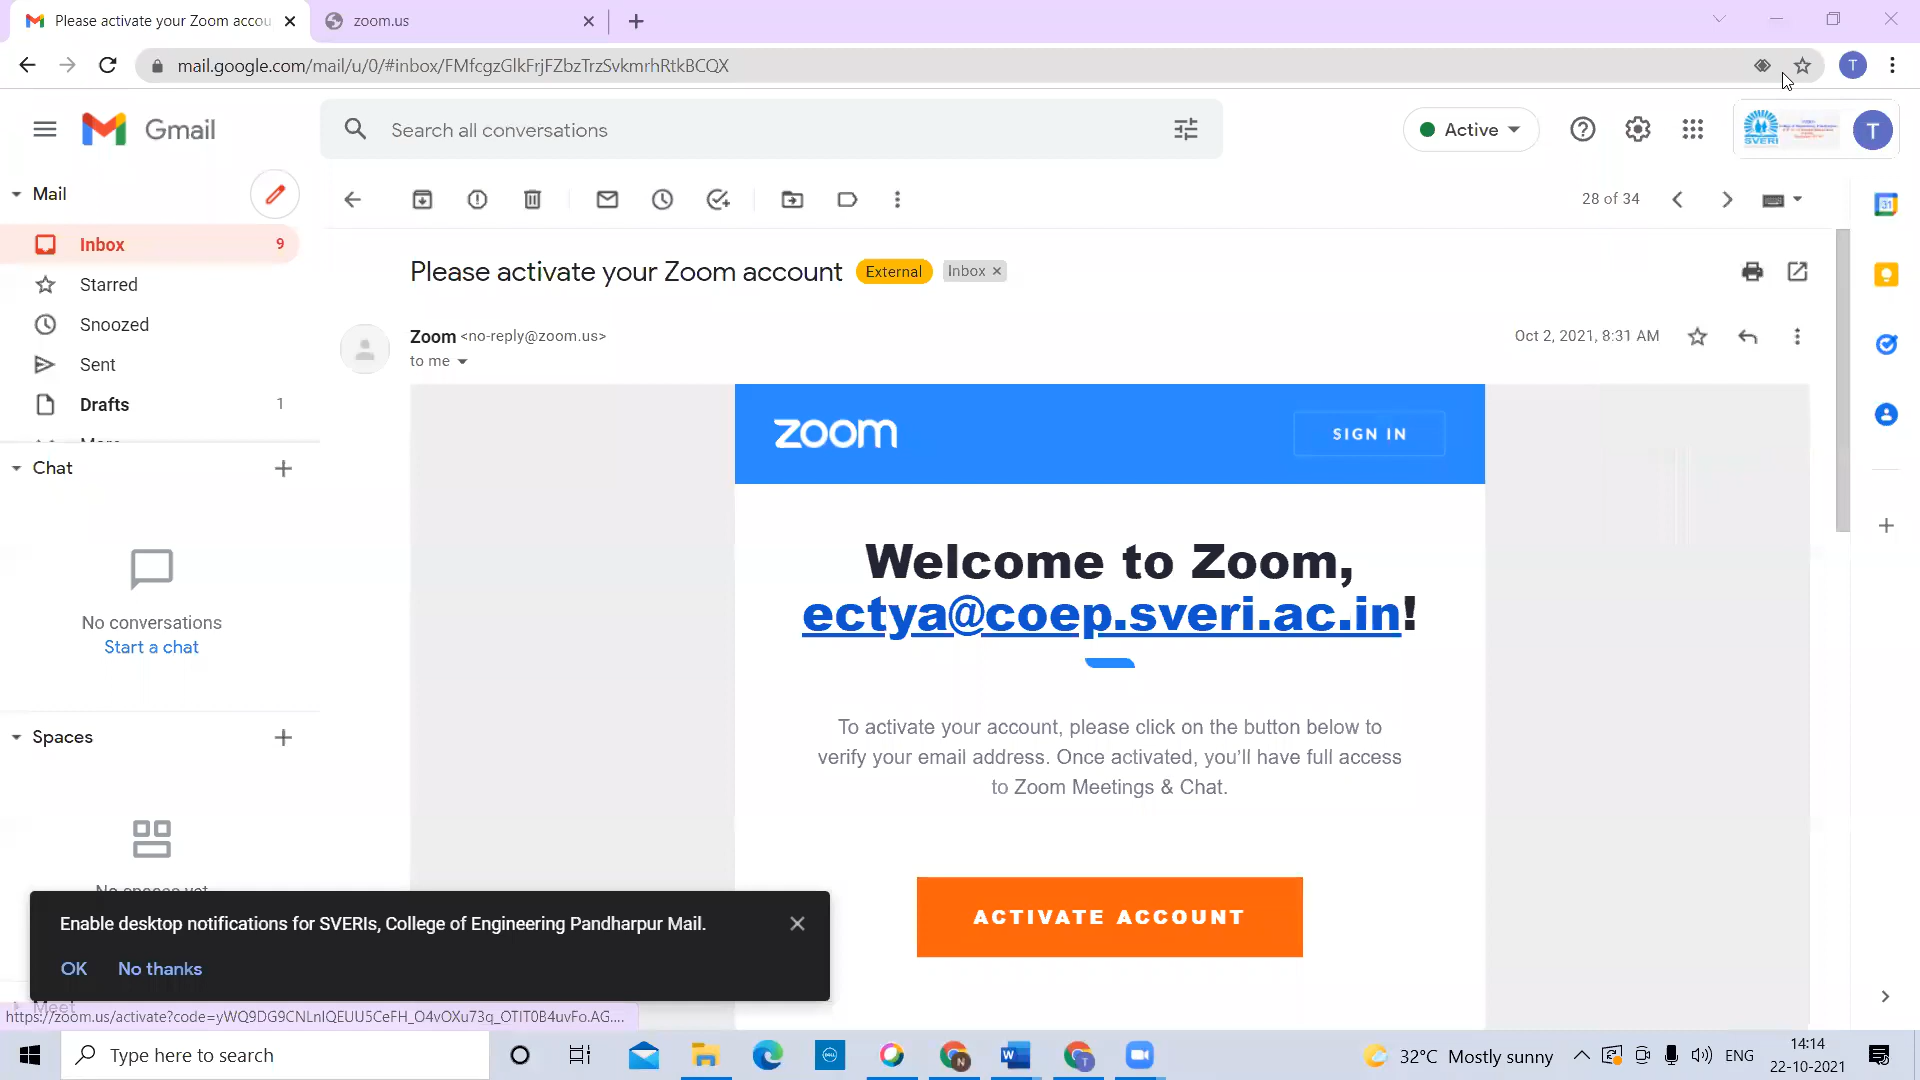 Please activate your Zoom accou
zoom.us
mail.google.com/mail/u/0/#inbox/FMfcgzGlkFrjFZbzTrzSvkmrhRtkBCQX
T
Gmail
Search all conversations
Active
SVERI
T
Mail
28 of 34
Inbox 9
Please activate your Zoom account External Inbox ×
Starred
Snoozed
Zoom <no-reply@zoom.us> Oct 2, 2021, 8:31 AM
to me
Sent
Drafts 1
More
zoom SIGN IN
Chat
Welcome to Zoom,
ectya@coep.sveri.ac.in!
No conversations
Start a chat
To activate your account, please click on the button below to
verify your email address. Once activated, you’ll have full access
to Zoom Meetings & Chat.
Spaces
No spaces yet
ACTIVATE ACCOUNT
Enable desktop notifications for SVERIs, College of Engineering Pandharpur Mail.
OK No thanks
Meet
https://zoom.us/activate?code=yWQ9DG9CNLnIQEUU5CeFH_O4vOXu73q_OTIT0B4uvFo.AG....
Type here to search
32°C Mostly sunny
ENG
14:14
22-10-2021